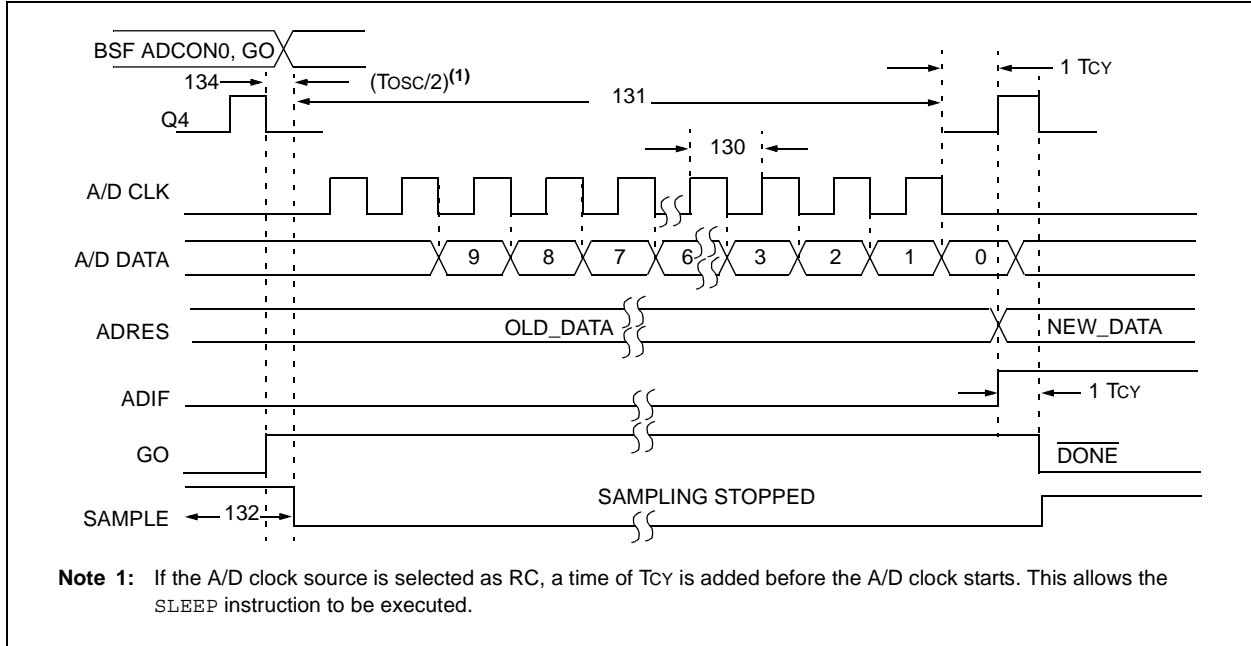 BSF ADCON0, GO
134
(TOSC/2)(1)
131
1 TCY
Q4
130
A/D CLK
A/D DATA
9 8 7 6 3 2 1 0
ADRES
OLD_DATA
NEW_DATA
ADIF
1 TCY
GO
DONE
SAMPLE
132
SAMPLING STOPPED
Note 1: If the A/D clock source is selected as RC, a time of TCY is added before the A/D clock starts. This allows the
SLEEP instruction to be executed.